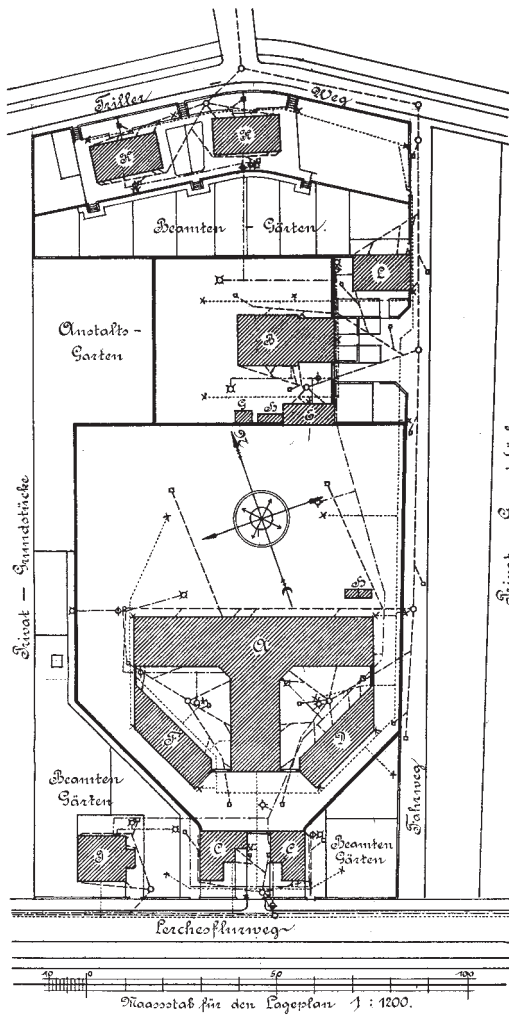 Triller Weg
K
K
Beamten - Gärten.
L
Anstalts-
Garten
B
G
H
E
H
A
F
D
Privat - Grundstücke
Beamten
Gärten
Fahrweg
C
C
Beamten
Gärten
Lerchesflurweg
10 0 50 100
Maassstab für den Lageplan 1 : 1200.